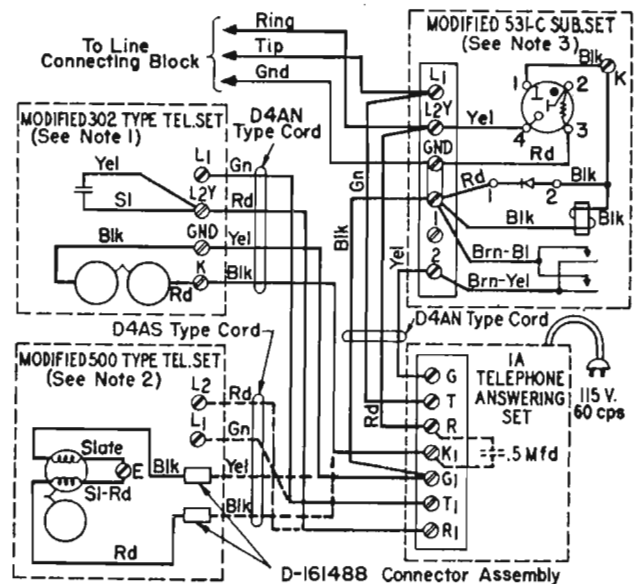 Ring
Tip
Gnd
To Line
Connecting Block
MODIFIED 531-C SUB.SET
(See Note 3)
L1
L2Y
GND
1
2
Blk
K
1
2
4
3
Yel
Rd
Rd
1
2
Blk
Blk
Blk
Brn-Bl
Brn-Yel
MODIFIED 302 TYPE TEL.SET
(See Note 1)
D4AN
Type Cord
L1
Gn
Yel
L2Y
Sl
Rd
GND
Blk
Yel
K
Rd
Blk
Gn
Blk
Yel
Rd
D4AN Type Cord
D4AS Type Cord
MODIFIED 500 TYPE TEL.SET
(See Note 2)
L2
Rd
L1
Gn
Slate
E
Sl-Rd
Blk
Yel
Blk
Rd
1A
TELEPHONE
ANSWERING
SET
115 V.
60 cps
G
T
R
K1
G1
T1
R1
.5 Mfd
D-161488 Connector Assembly